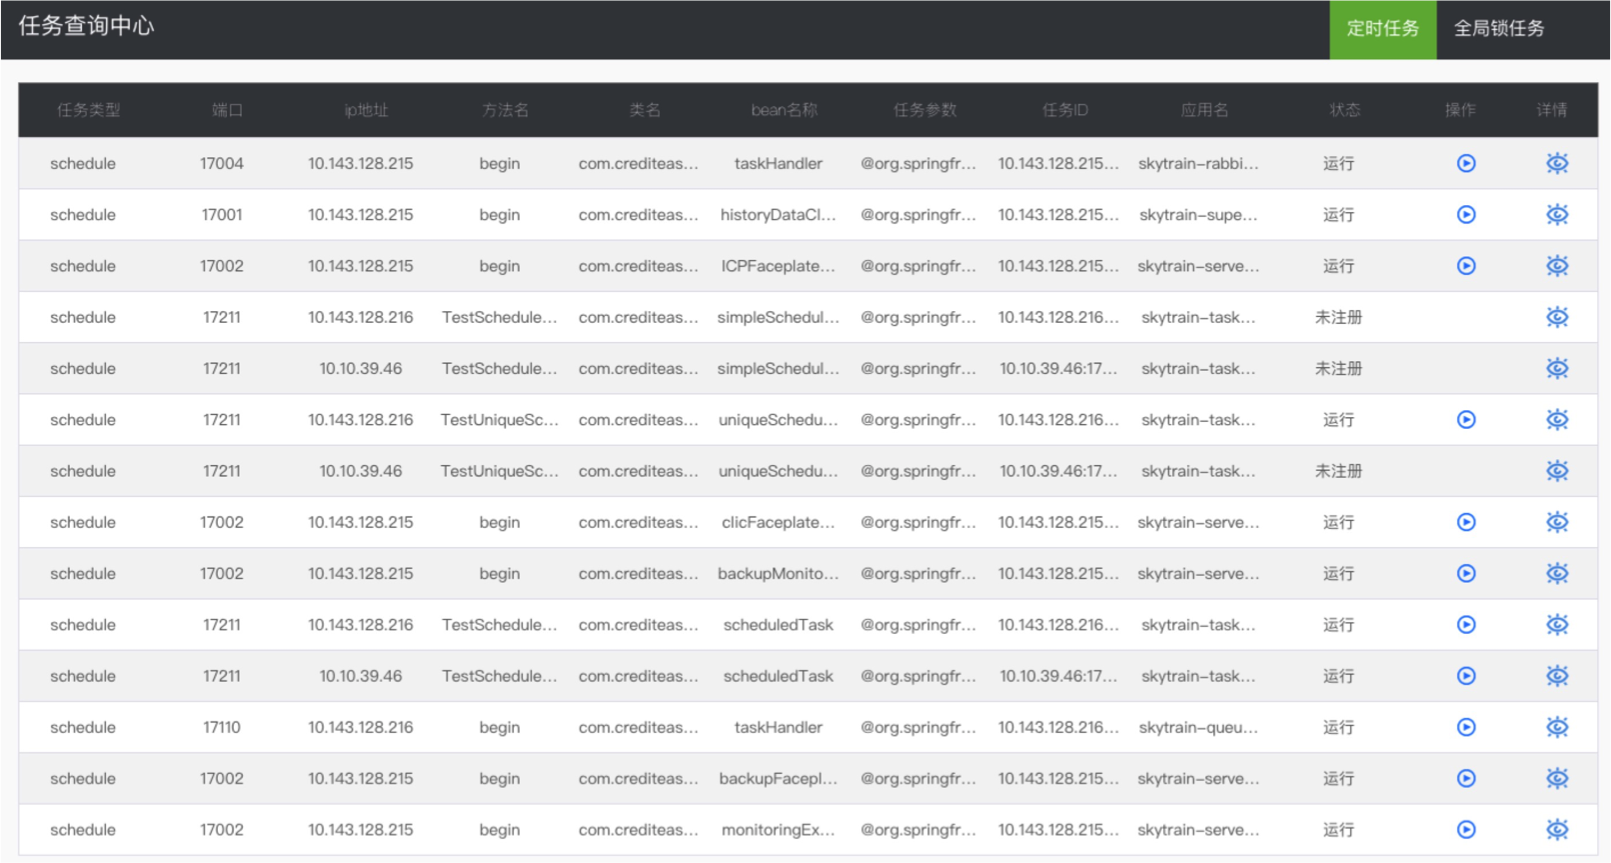 任务查询中心 定时任务 全局锁任务
任务类型 端口 ip地址 方法名 类名 bean名称 任务参数 任务ID 应用名 状态 操作 详情
schedule 17004 10.143.128.215 begin com.crediteas... taskHandler @org.springfr... 10.143.128.215... skytrain-rabbi... 运行
schedule 17001 10.143.128.215 begin com.crediteas... historyDataCl... @org.springfr... 10.143.128.215... skytrain-supe... 运行
schedule 17002 10.143.128.215 begin com.crediteas... ICPFaceplate... @org.springfr... 10.143.128.215... skytrain-serve... 运行
schedule 17211 10.143.128.216 TestSchedule... com.crediteas... simpleSchedul... @org.springfr... 10.143.128.216... skytrain-task... 未注册
schedule 17211 10.10.39.46 TestSchedule... com.crediteas... simpleSchedul... @org.springfr... 10.10.39.46:17... skytrain-task... 未注册
schedule 17211 10.143.128.216 TestUniqueSc... com.crediteas... uniqueSchedu... @org.springfr... 10.143.128.216... skytrain-task... 运行
schedule 17211 10.10.39.46 TestUniqueSc... com.crediteas... uniqueSchedu... @org.springfr... 10.10.39.46:17... skytrain-task... 未注册
schedule 17002 10.143.128.215 begin com.crediteas... clicFaceplate... @org.springfr... 10.143.128.215... skytrain-serve... 运行
schedule 17002 10.143.128.215 begin com.crediteas... backupMonito... @org.springfr... 10.143.128.215... skytrain-serve... 运行
schedule 17211 10.143.128.216 TestSchedule... com.crediteas... scheduledTask @org.springfr... 10.143.128.216... skytrain-task... 运行
schedule 17211 10.10.39.46 TestSchedule... com.crediteas... scheduledTask @org.springfr... 10.10.39.46:17... skytrain-task... 运行
schedule 17110 10.143.128.216 begin com.crediteas... taskHandler @org.springfr... 10.143.128.216... skytrain-queu... 运行
schedule 17002 10.143.128.215 begin com.crediteas... backupFacepl... @org.springfr... 10.143.128.215... skytrain-serve... 运行
schedule 17002 10.143.128.215 begin com.crediteas... monitoringEx... @org.springfr... 10.143.128.215... skytrain-serve... 运行